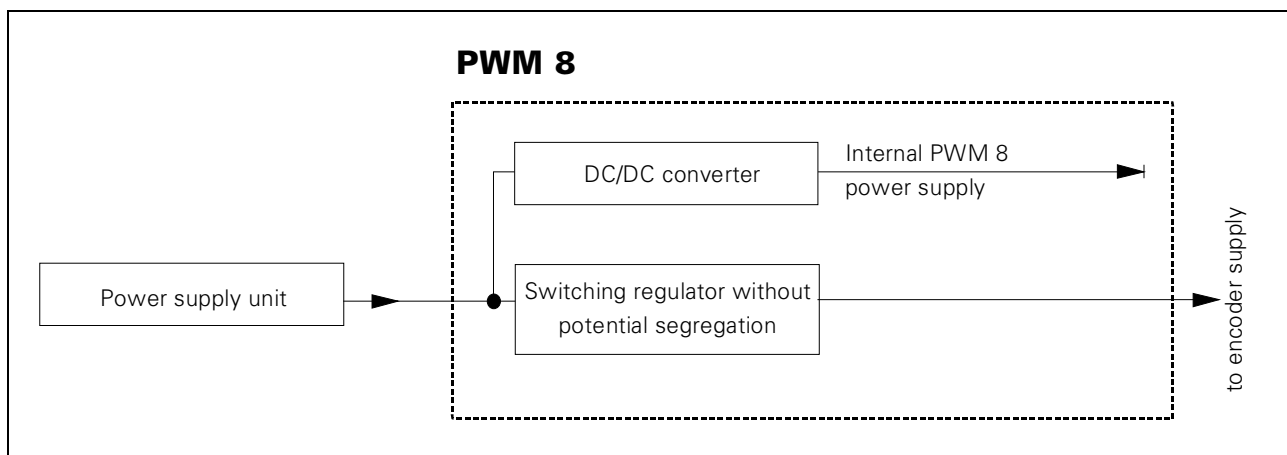 PWM 8
DC/DC converter
Internal PWM 8
power supply
Power supply unit
Switching regulator without
potential segregation
to encoder supply